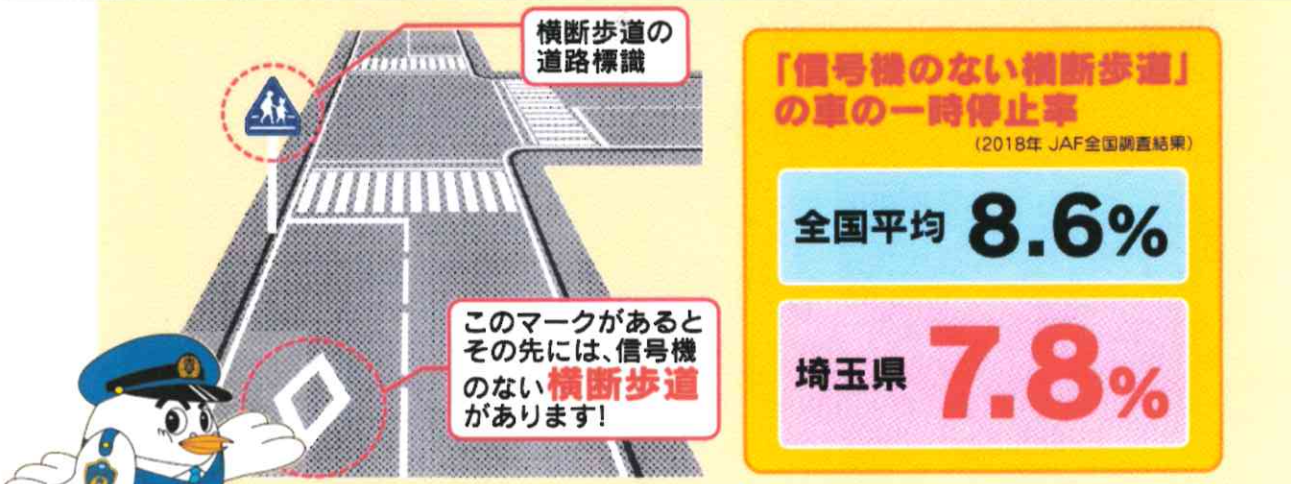 横断歩道の
道路標識
このマークがあると
その先には、信号機
のない横断歩道
があります!
「信号機のない横断歩道」
の車の一時停止率
(2018年 JAF全国調査結果)
全国平均 8.6%
埼玉県 7.8%